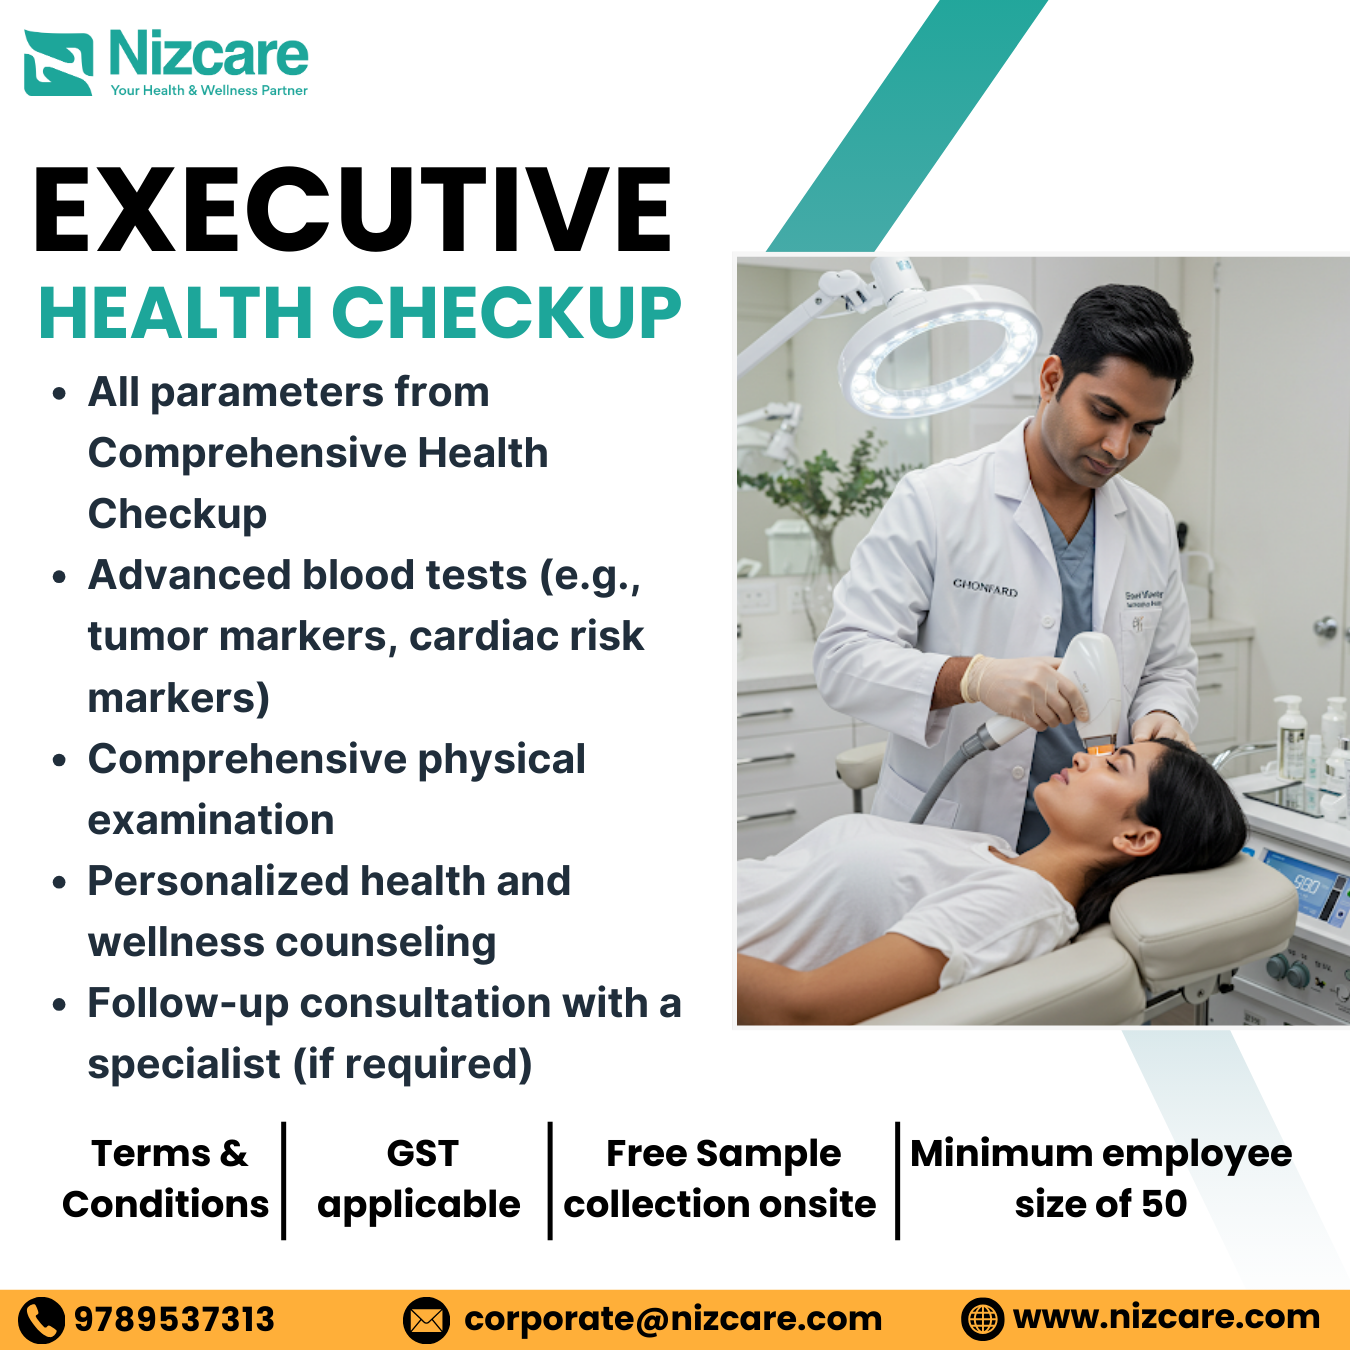 Nizcare
Your Health & Wellness Partner
EXECUTIVE
HEALTH CHECKUP
• All parameters from
Comprehensive Health
Checkup
• Advanced blood tests (e.g.,
tumor markers, cardiac risk
markers)
• Comprehensive physical
examination
• Personalized health and
wellness counseling
• Follow-up consultation with a
specialist (if required)
GHONFARD
980
Terms &
Conditions
GST
applicable
Free Sample
collection onsite
Minimum employee
size of 50
9789537313
corporate@nizcare.com
www.nizcare.com